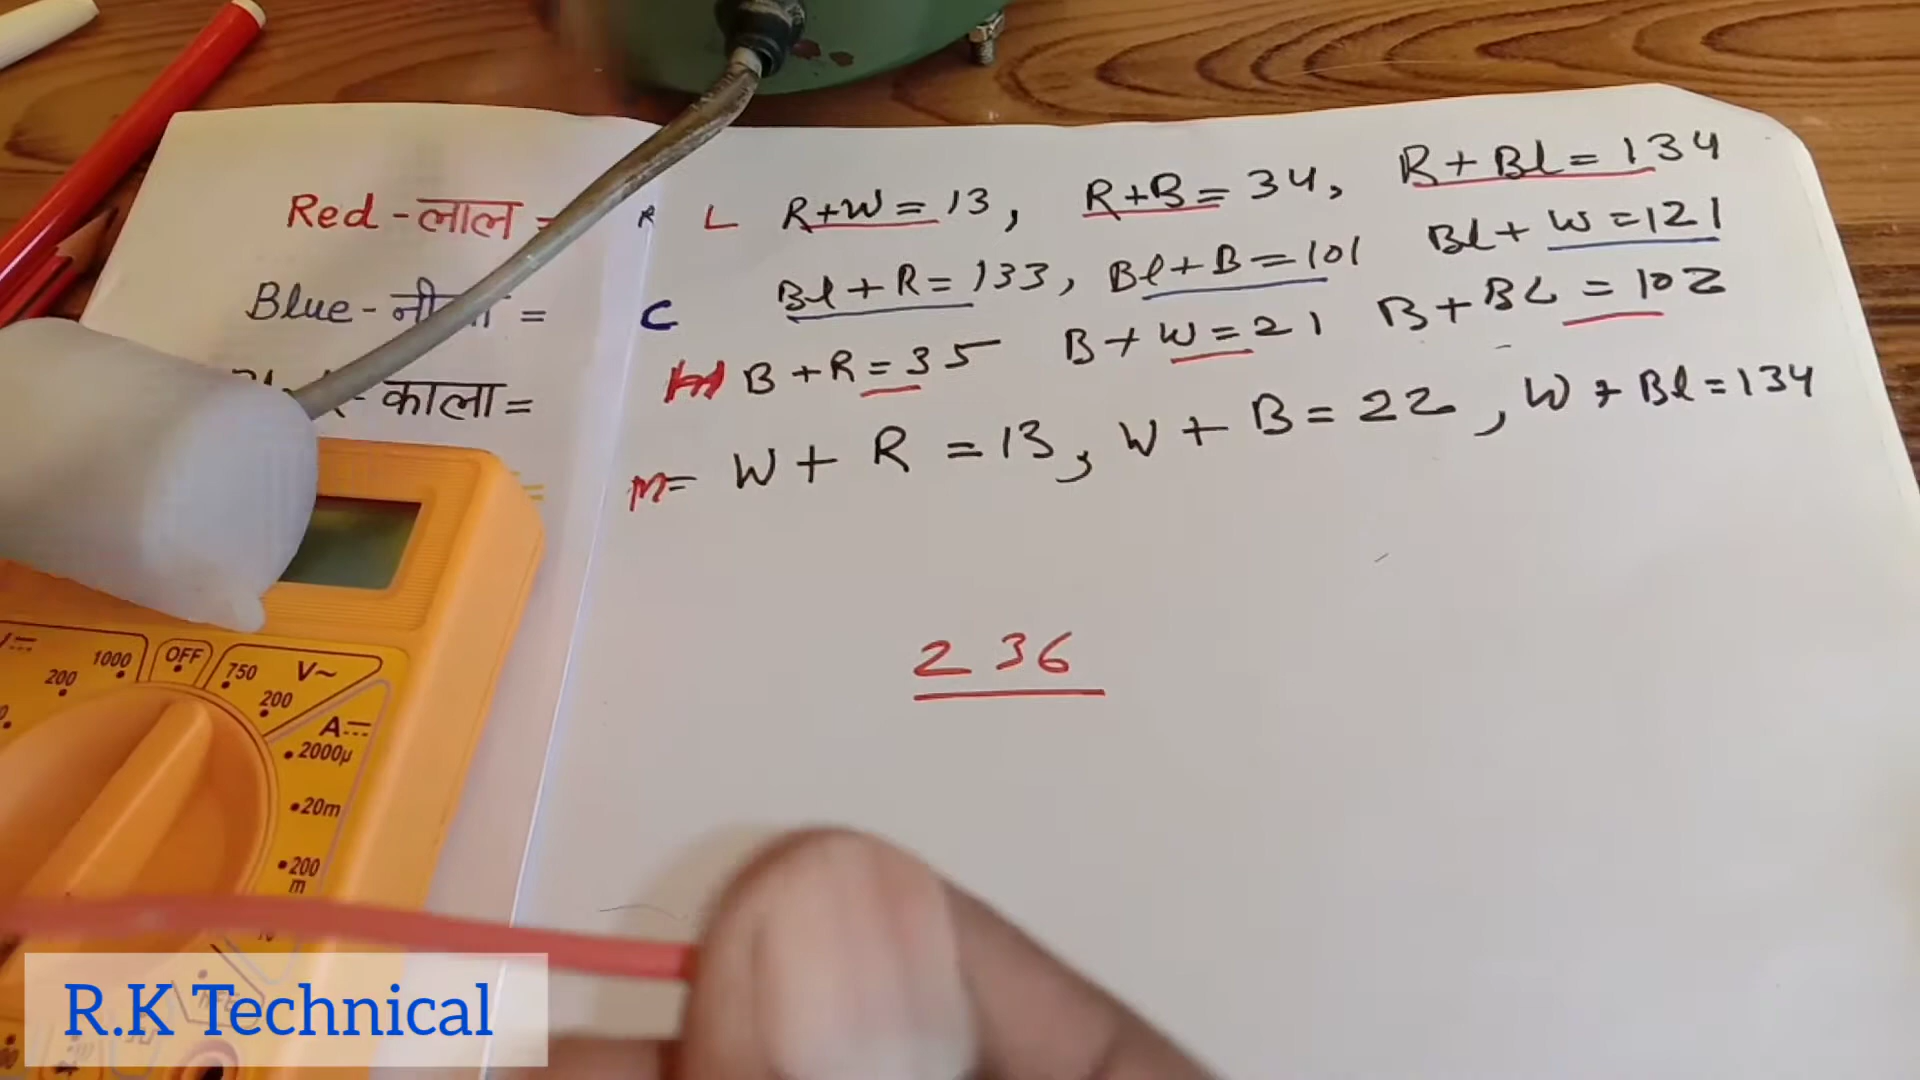 Red - लाल = R L R+W = 13, R+B = 34, R+Bl = 134
Blue - = C Bl+R = 133, Bl+B = 101 Bl+W = 121
काला = H B+R = 35 B+W = 21 B+BL = 102
M = W+R = 13, W+B = 22, W+Bl = 134
236
200 1000 OFF 750 V~
200
A
2000µ
20m
200
m
R.K Technical